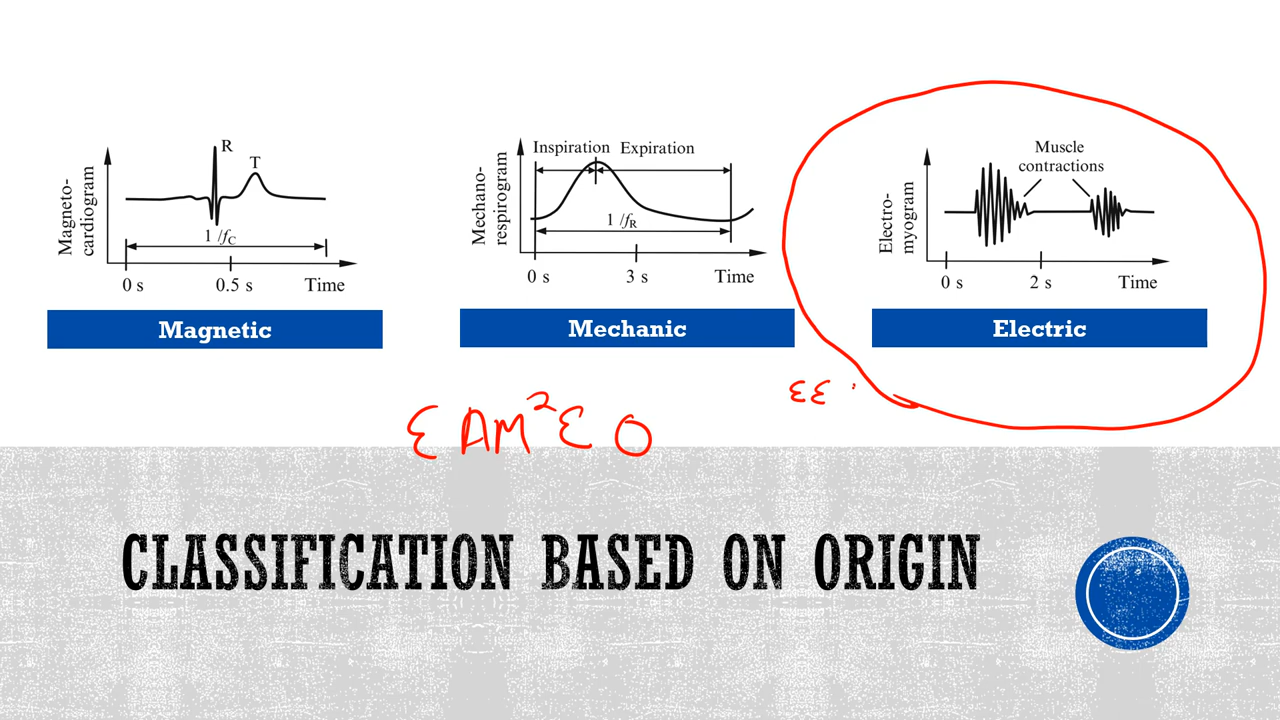 Magneto-
cardiogram
R
T
1/fC
0 s
0.5 s
Time
Magnetic
Mechano-
respirogram
Inspiration
Expiration
1/fR
0 s
3 s
Time
Mechanic
Electro-
myogram
Muscle
contractions
0 s
2 s
Time
Electric
εε
εAM²εO
CLASSIFICATION BASED ON ORIGIN